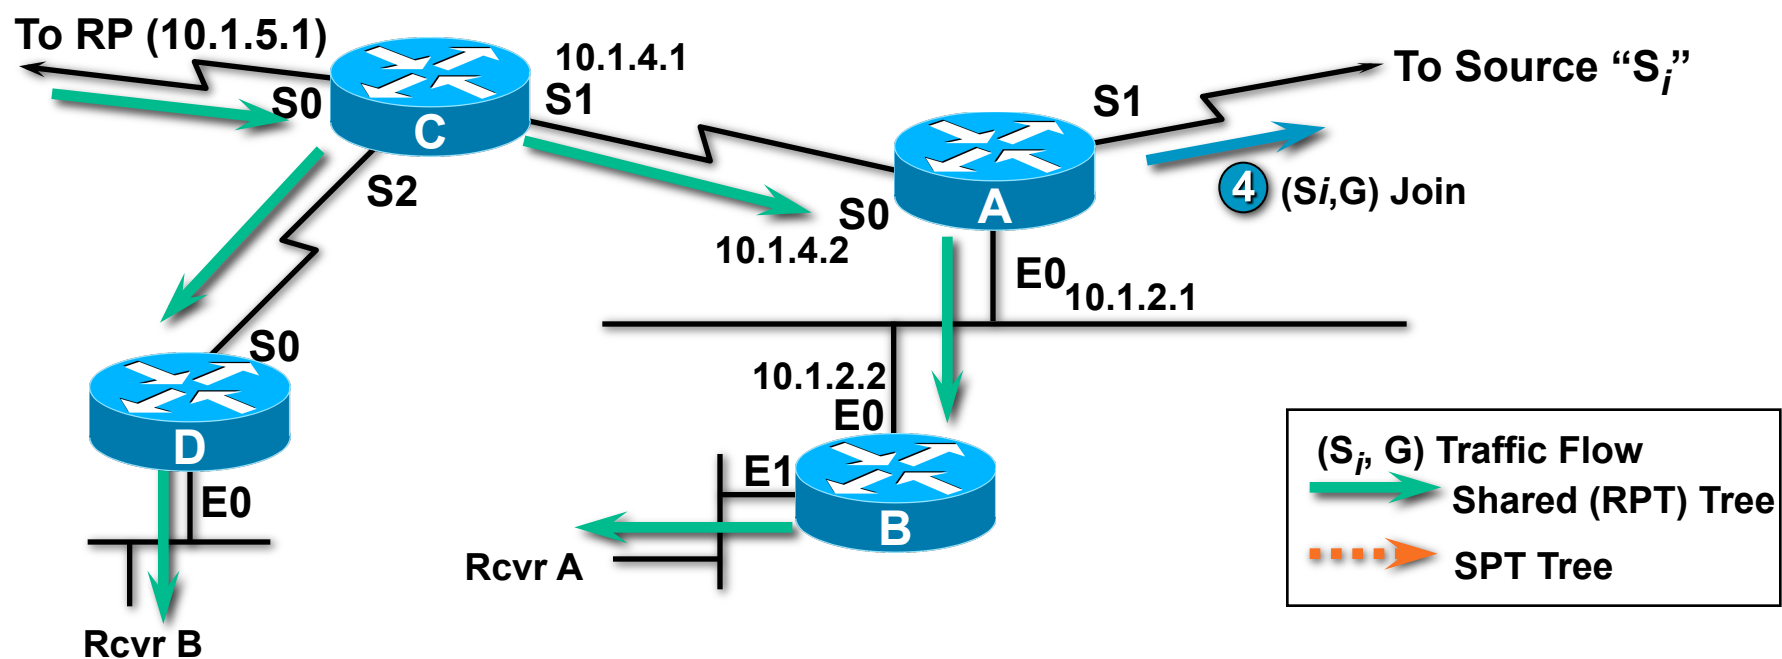 To RP (10.1.5.1)
10.1.4.1
To Source “Si”
S0
C
S1
S1
S2
4 (Si,G) Join
A
S0
10.1.4.2
E0
10.1.2.1
S0
10.1.2.2
E0
D
E1
(Si, G) Traffic Flow
E0
Shared (RPT) Tree
B
Rcvr A
SPT Tree
Rcvr B